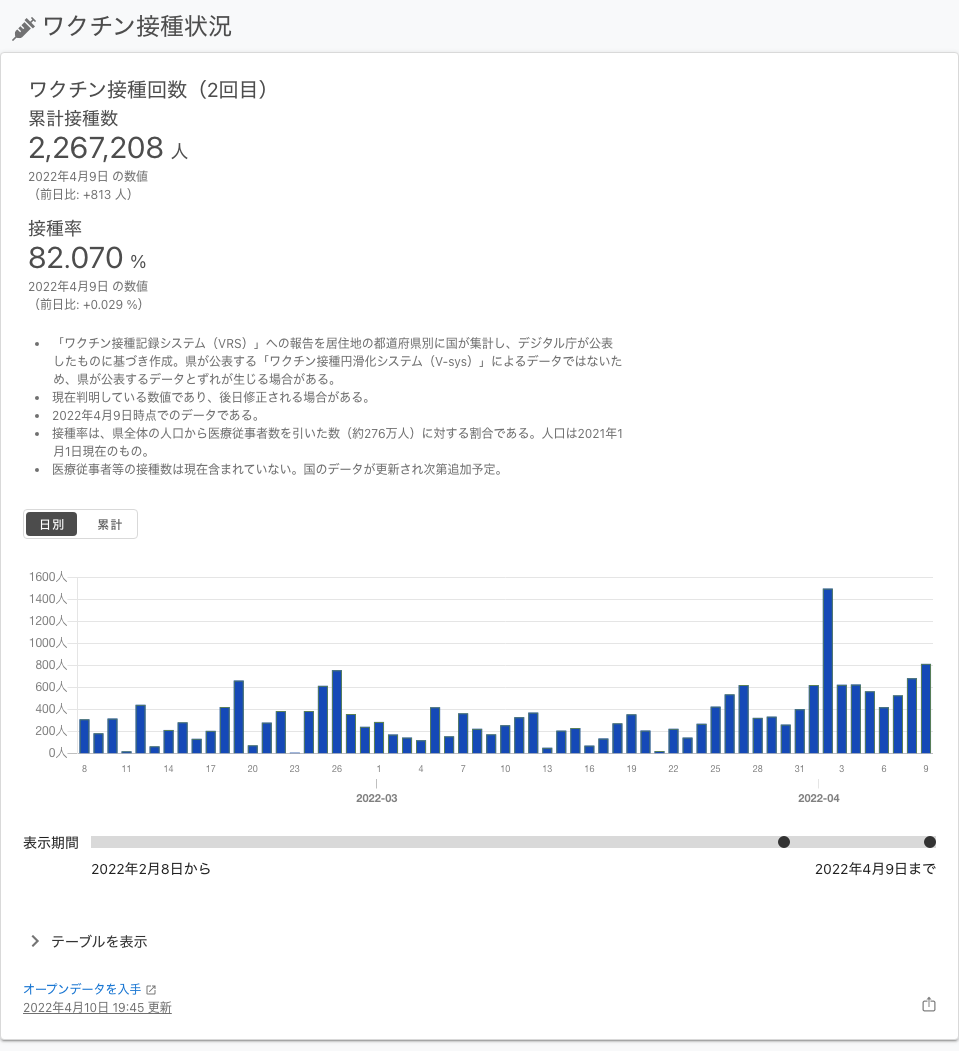 ワクチン接種状況
ワクチン接種回数（2回目）
累計接種数
2,267,208 人
2022年4月9日 の数値
（前日比: +813 人）
接種率
82.070 %
2022年4月9日 の数値
（前日比: +0.029 %）
• 「ワクチン接種記録システム（VRS）」への報告を居住地の都道府県別に国が集計し、デジタル庁が公表
したものに基づき作成。県が公表する「ワクチン接種円滑化システム（V-sys）」によるデータではないた
め、県が公表するデータとずれが生じる場合がある。
• 現在判明している数値であり、後日修正される場合がある。
• 2022年4月9日時点でのデータである。
• 接種率は、県全体の人口から医療従事者数を引いた数（約276万人）に対する割合である。人口は2021年1
月1日現在のもの。
• 医療従事者等の接種数は現在含まれていない。国のデータが更新され次第追加予定。
日別 累計
1600人
1400人
1200人
1000人
800人
600人
400人
200人
0人
8 11 14 17 20 23 26 1 4 7 10 13 16 19 22 25 28 31 3 6 9
2022-03 2022-04
表示期間
2022年2月8日から 2022年4月9日まで
テーブルを表示
オープンデータを入手
2022年4月10日 19:45 更新